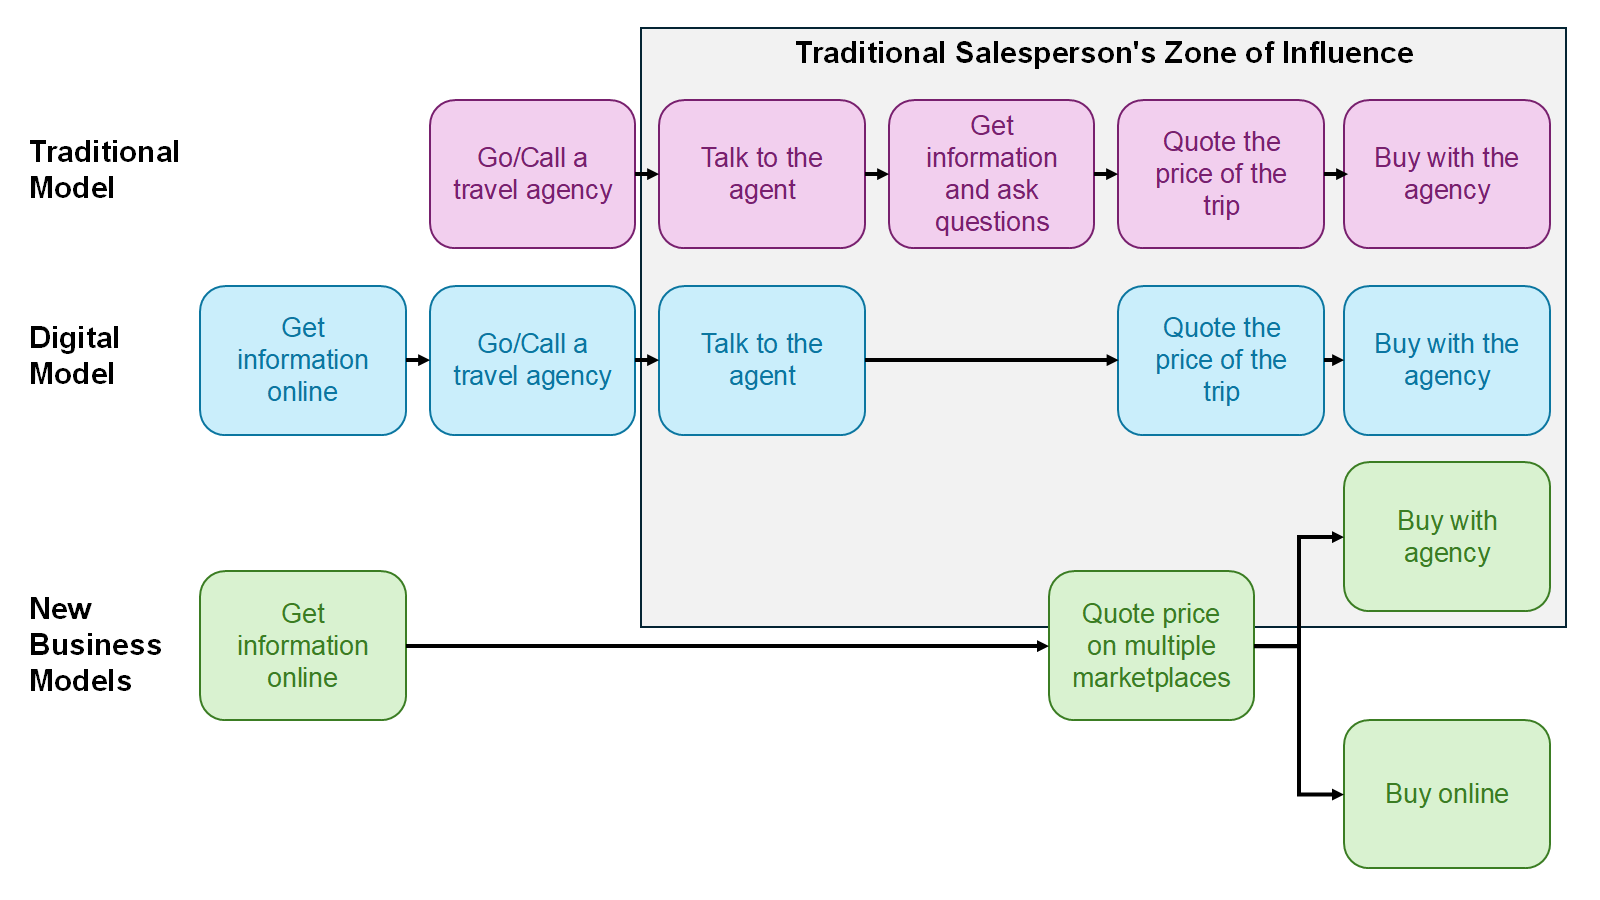 Traditional Salesperson's Zone of Influence
Traditional
Model
Go/Call a
travel agency
Talk to the
agent
Get
information
and ask
questions
Quote the
price of the
trip
Buy with the
agency
Digital
Model
Get
information
online
Go/Call a
travel agency
Talk to the
agent
Quote the
price of the
trip
Buy with the
agency
New
Business
Models
Get
information
online
Quote price
on multiple
marketplaces
Buy with
agency
Buy online